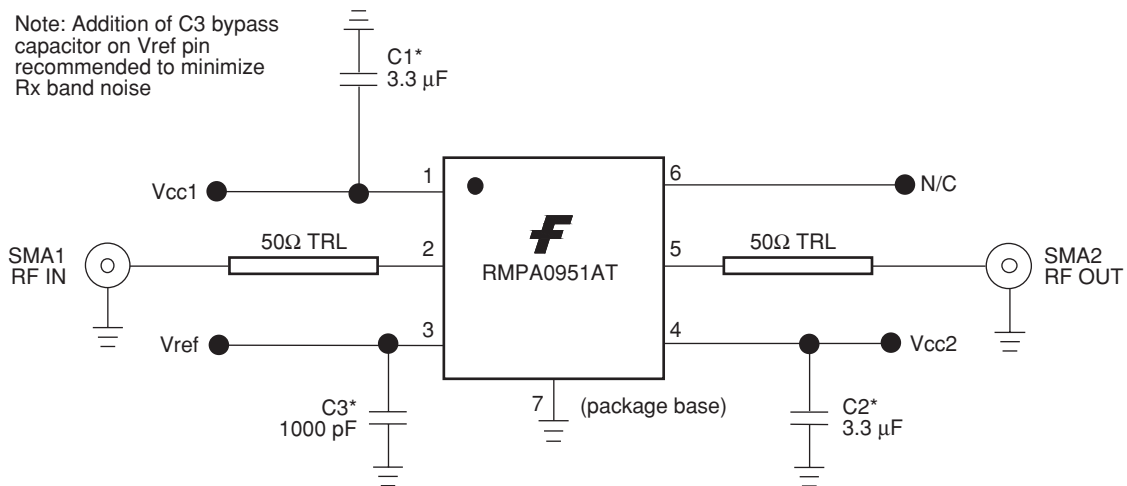 Note: Addition of C3 bypass
capacitor on Vref pin
recommended to minimize
Rx band noise
C1*
3.3 μF
Vcc1
1
6
N/C
SMA1
RF IN
50Ω TRL
2
RMPA0951AT
5
50Ω TRL
SMA2
RF OUT
Vref
3
4
Vcc2
C3*
1000 pF
7
(package base)
C2*
3.3 μF